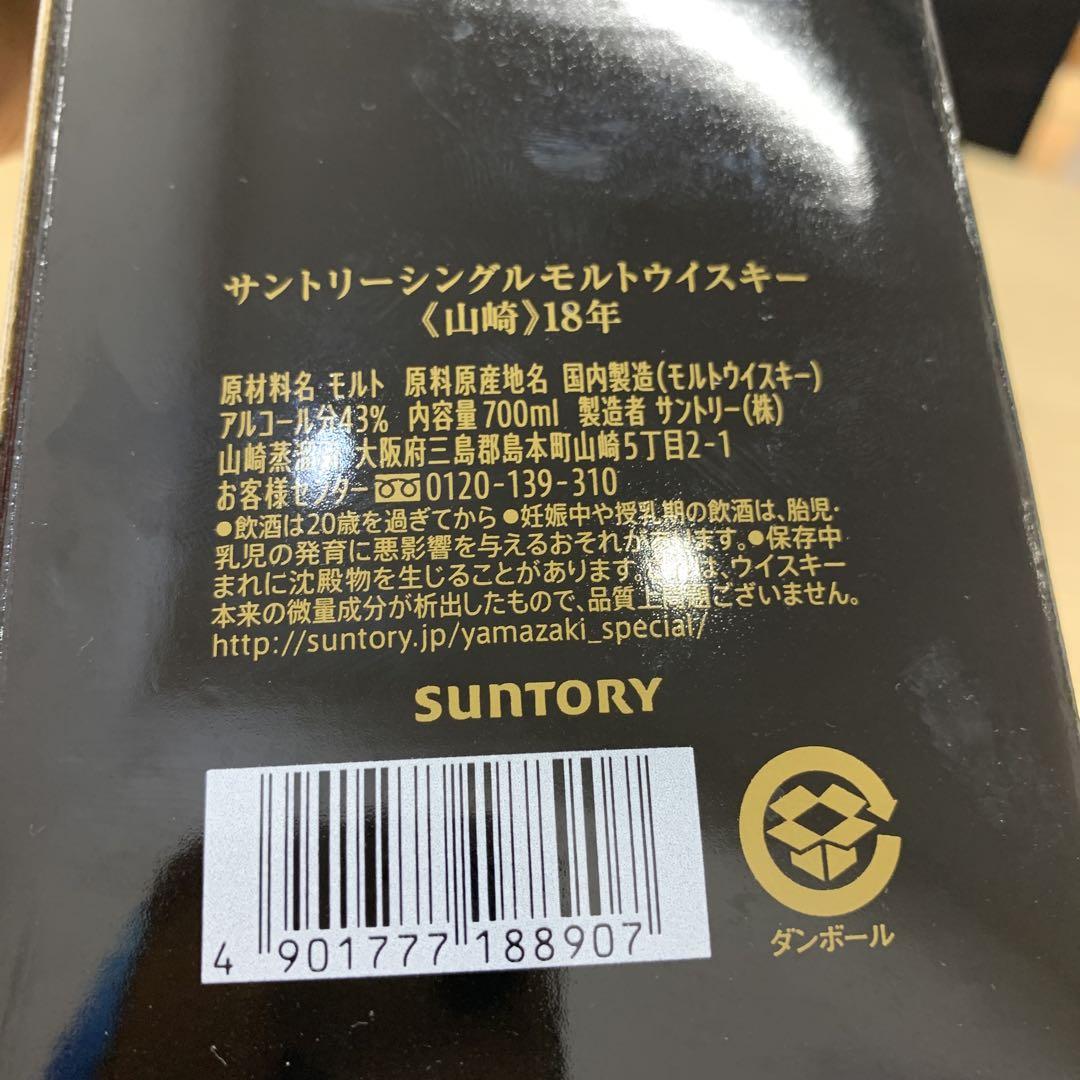 サントリーシングルモルトウイスキー
《山崎》18年
原材料名 モルト 原料原産地名 国内製造(モルトウイスキー)
アルコール分43% 内容量700ml 製造者 サントリー(株)
山崎蒸溜所 大阪府三島郡島本町山崎5丁目2-1
お客様センター 0120-139-310
●飲酒は20歳を過ぎてから ●妊娠中や授乳期の飲酒は、胎児・
乳児の発育に悪影響を与えるおそれがあります。●保存中
まれに沈殿物を生じることがあります。これは、ウイスキー
本来の微量成分が析出したもので、品質上問題ございません。
http://suntory.jp/yamazaki_special/
SUNTORY
4 901777 188907
ダンボール